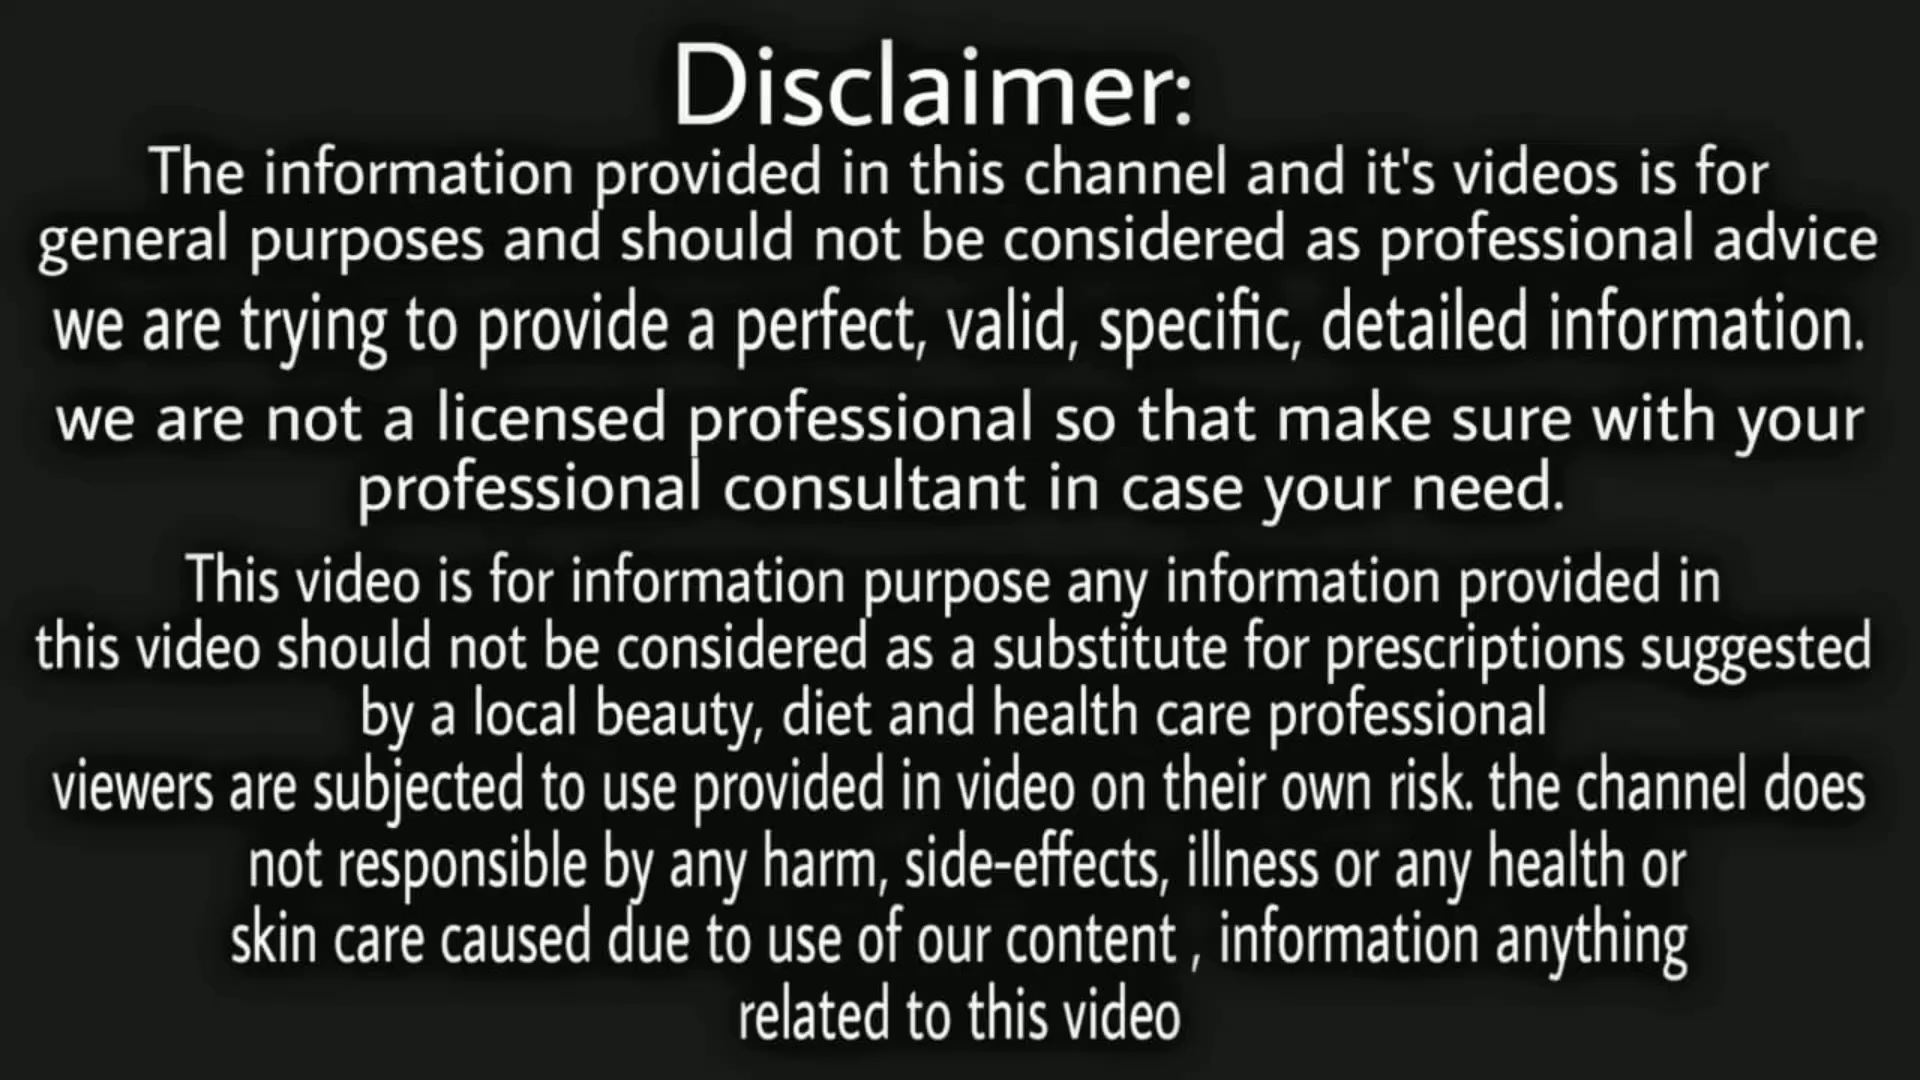 Disclaimer:
The information provided in this channel and it's videos is for
general purposes and should not be considered as professional advice
we are trying to provide a perfect, valid, specific, detailed information.
we are not a licensed professional so that make sure with your
professional consultant in case your need.
This video is for information purpose any information provided in
this video should not be considered as a substitute for prescriptions suggested
by a local beauty, diet and health care professional
viewers are subjected to use provided in video on their own risk. the channel does
not responsible by any harm, side-effects, illness or any health or
skin care caused due to use of our content , information anything
related to this video